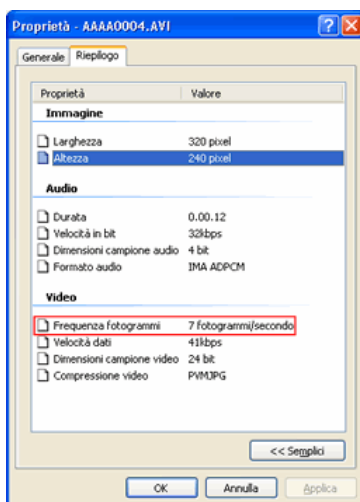 Proprietà - AAAA0004.AVI
Generale Riepilogo
Proprietà Valore
Immagine
Larghezza 320 pixel
Altezza 240 pixel
Audio
Durata 0.00.12
Velocità in bit 32kbps
Dimensioni campione audio 4 bit
Formato audio IMA ADPCM
Video
Frequenza fotogrammi 7 fotogrammi/secondo
Velocità dati 41kbps
Dimensioni campione video 24 bit
Compressione video PVMJPG
<< Semplici
OK Annulla Applica